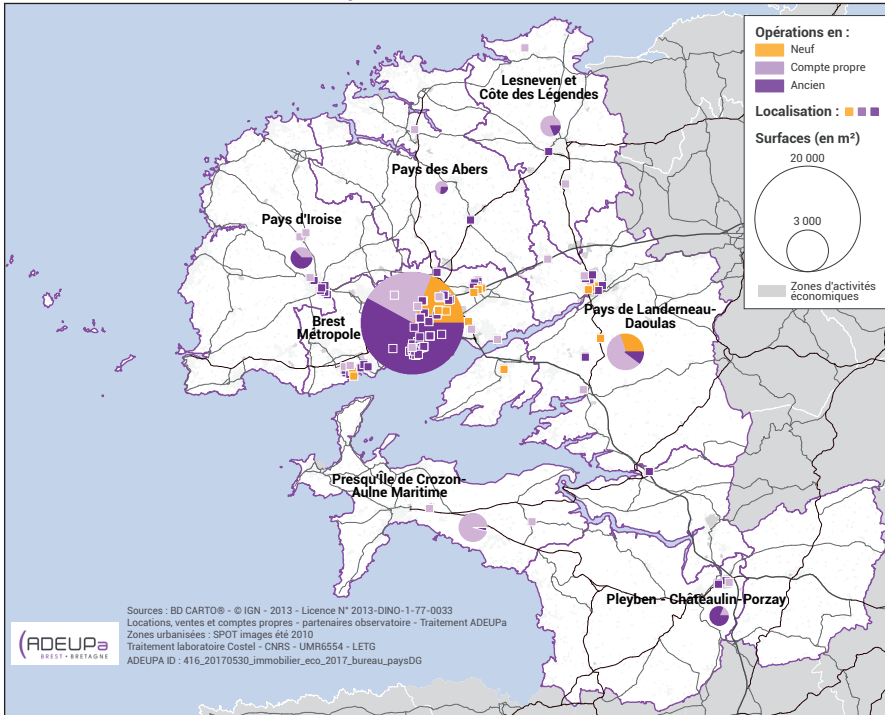 Opérations en :
Neuf
Compte propre
Ancien
Localisation :
Surfaces (en m²)
20 000
3 000
Zones d'activités
économiques
Lesneven et
Côte des Légendes
Pays des Abers
Pays d'Iroise
Brest
Métropole
Pays de Landerneau-
Daoulas
Presqu'Île de Crozon-
Aulne Maritime
Pleyben - Châteaulin-Porzay
Sources : BD CARTO® - © IGN - 2013 - Licence N° 2013-DINO-1-77-0033
Locations, ventes et comptes propres - partenaires observatoire - Traitement ADEUPa
Zones urbanisées : SPOT images été 2010
Traitement laboratoire Costel - CNRS - UMR6554 - LETG
ADEUPA ID : 416_20170530_immobilier_eco_2017_bureau_paysDG
ADEUPa
BREST • BRETAGNE